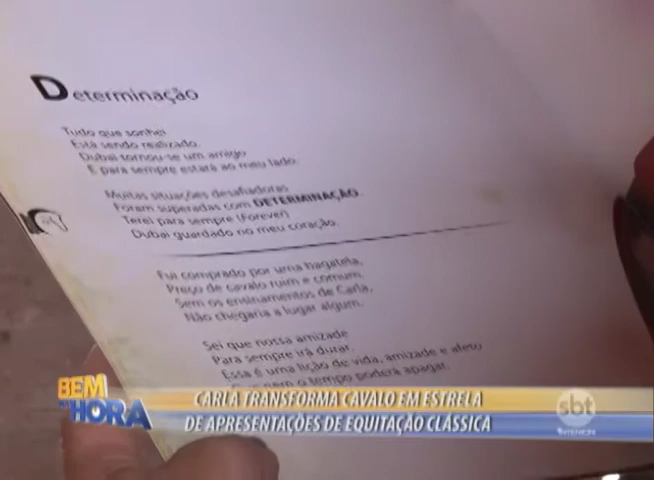 Determinação
Tudo que sonhei
Está sendo realizado.
Dubai tornou-se um amigo
E para sempre estará ao meu lado.
Muitas situações desafiadoras
Foram superadas com DETERMINAÇÃO.
Terei para sempre (Forever)
Dubai guardado no meu coração.
Fui comprado por uma bagatela,
Preço de cavalo ruim e comum.
Sem os ensinamentos de Carla,
Não chegaria a lugar algum.
Sei que nossa amizade
Para sempre irá durar.
Essa é uma lição de vida, amizade e afeto
nem o tempo poderá apagar.
BEM
NA HORA
CARLA TRANSFORMA CAVALO EM ESTRELA
DE APRESENTAÇÕES DE EQUITAÇÃO CLÁSSICA
sbt